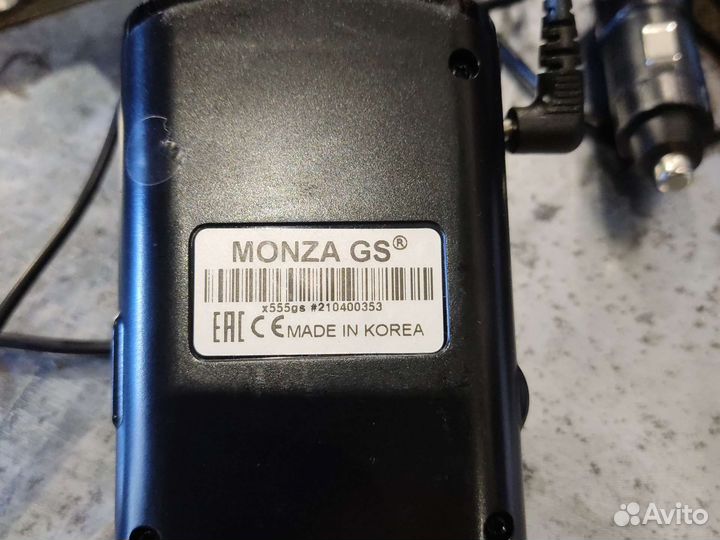 MONZA GS®
x555gs #210400353
EAC CE MADE IN KOREA
Avito